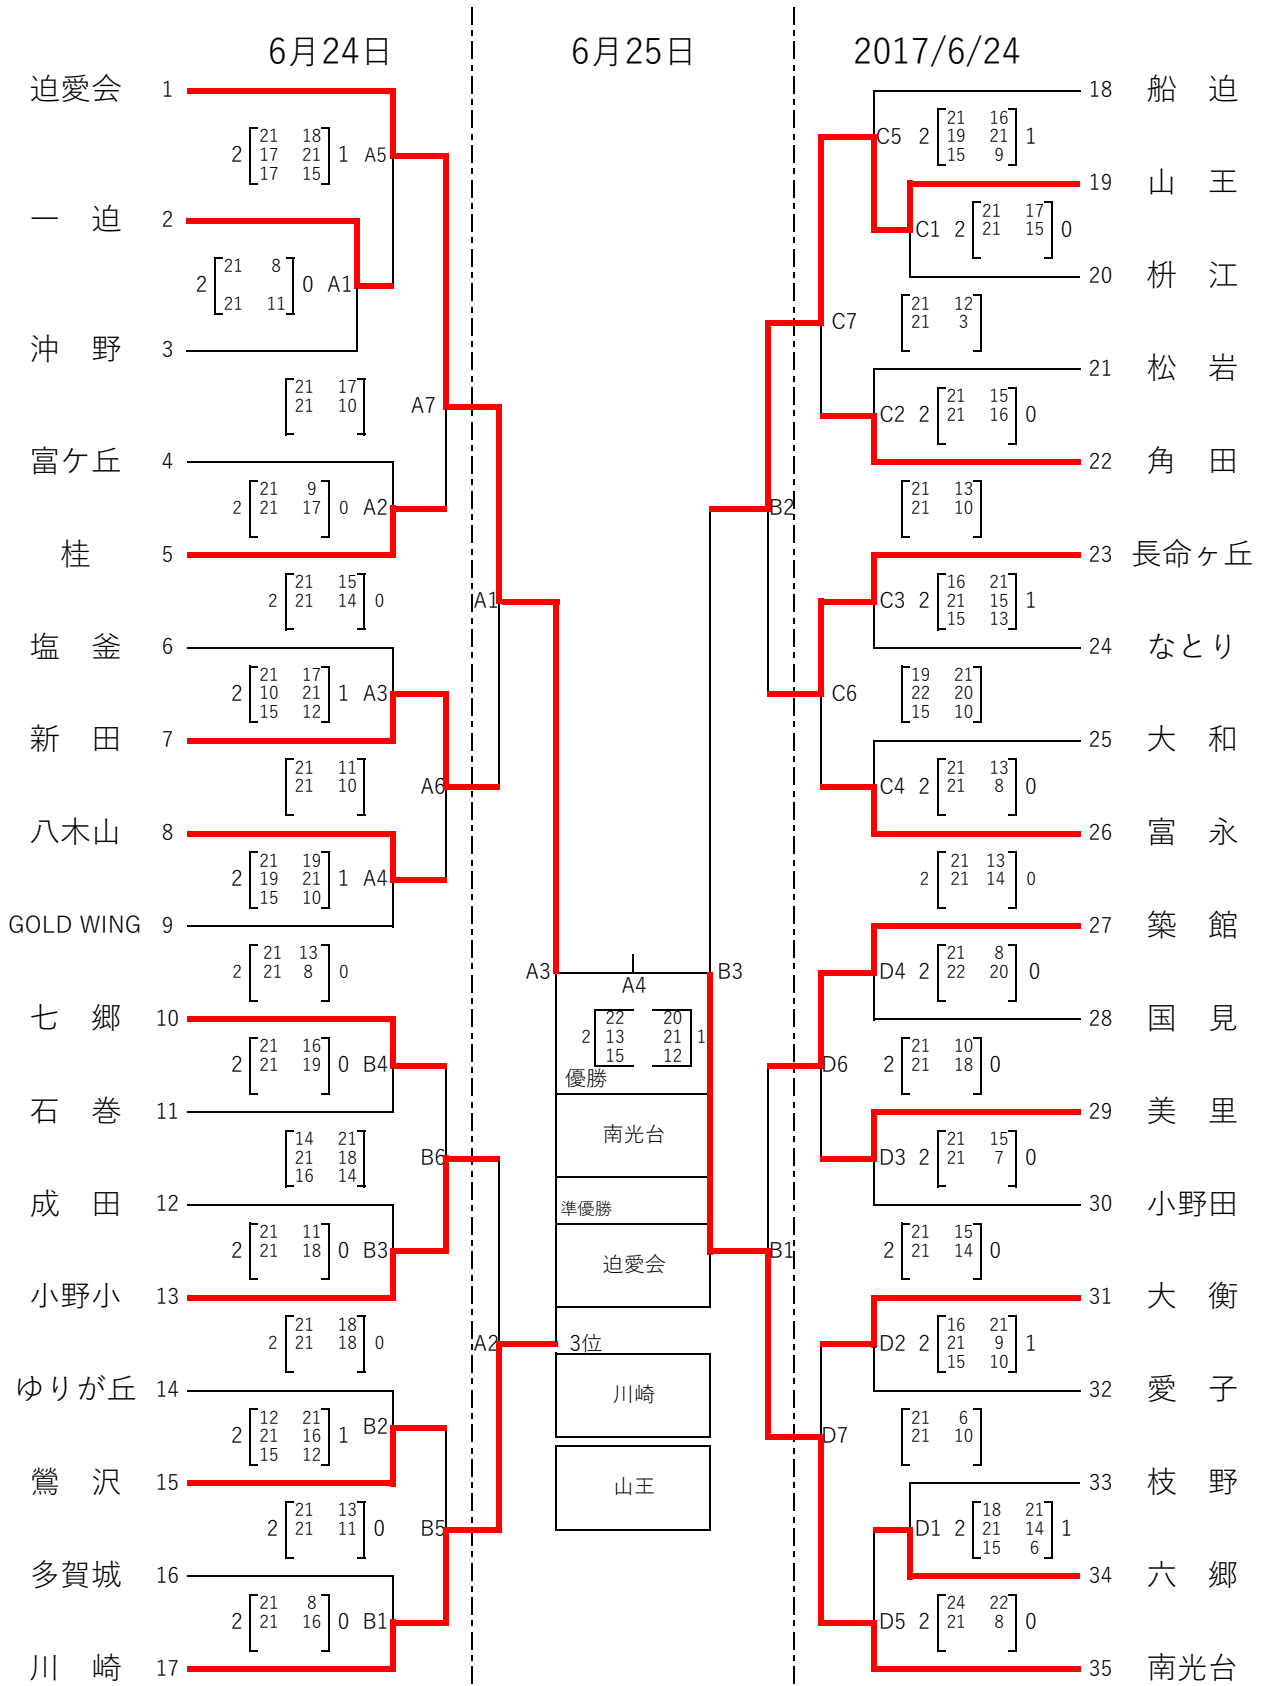 6月24日 6月25日 2017/6/24
迫愛会 1
2 21 18 1 A5
17 21
17 15
一 迫 2
2 21 8 0 A1
21 11
沖 野 3
21 17 A7
21 10
富ケ丘 4
2 21 9 0 A2
21 17
桂 5
2 21 15 0
21 14
A1
塩 釜 6
2 21 17 1 A3
10 21
15 12
新 田 7
21 11 A6
21 10
八木山 8
2 21 19 1 A4
19 21
15 10
GOLD WING 9
2 21 13 0
21 8
七 郷 10
2 21 16 0 B4
21 19
石 巻 11
14 21 B6
21 18
16 14
成 田 12
2 21 11 0 B3
21 18
小野小 13
2 21 18 0
21 18
A2
ゆりが丘 14
2 12 21 1 B2
21 16
15 12
鶯 沢 15
2 21 13 0 B5
21 11
多賀城 16
2 21 8 0 B1
21 16
川 崎 17
A3 A4 B3
2 22 20 1
13 21
15 12
優勝
南光台
準優勝
迫愛会
3位
川崎
山王
18 船 迫
C5 2 21 16 1
19 21
15 9
19 山 王
C1 2 21 17 0
21 15
20 枡 江
C7 21 12
21 3
21 松 岩
C2 2 21 15 0
21 16
22 角 田
B2 21 13
21 10
23 長命ヶ丘
C3 2 16 21 1
21 15
15 13
24 なとり
C6 19 21
22 20
15 10
25 大 和
C4 2 21 13 0
21 8
26 富 永
2 21 13 0
21 14
27 築 館
D4 2 21 8 0
22 20
28 国 見
D6 2 21 10 0
21 18
29 美 里
D3 2 21 15 0
21 7
30 小野田
B1 2 21 15 0
21 14
31 大 衡
D2 2 16 21 1
21 9
15 10
32 愛 子
D7 21 6
21 10
33 枝 野
D1 2 18 21 1
21 14
15 6
34 六 郷
D5 2 24 22 0
21 8
35 南光台